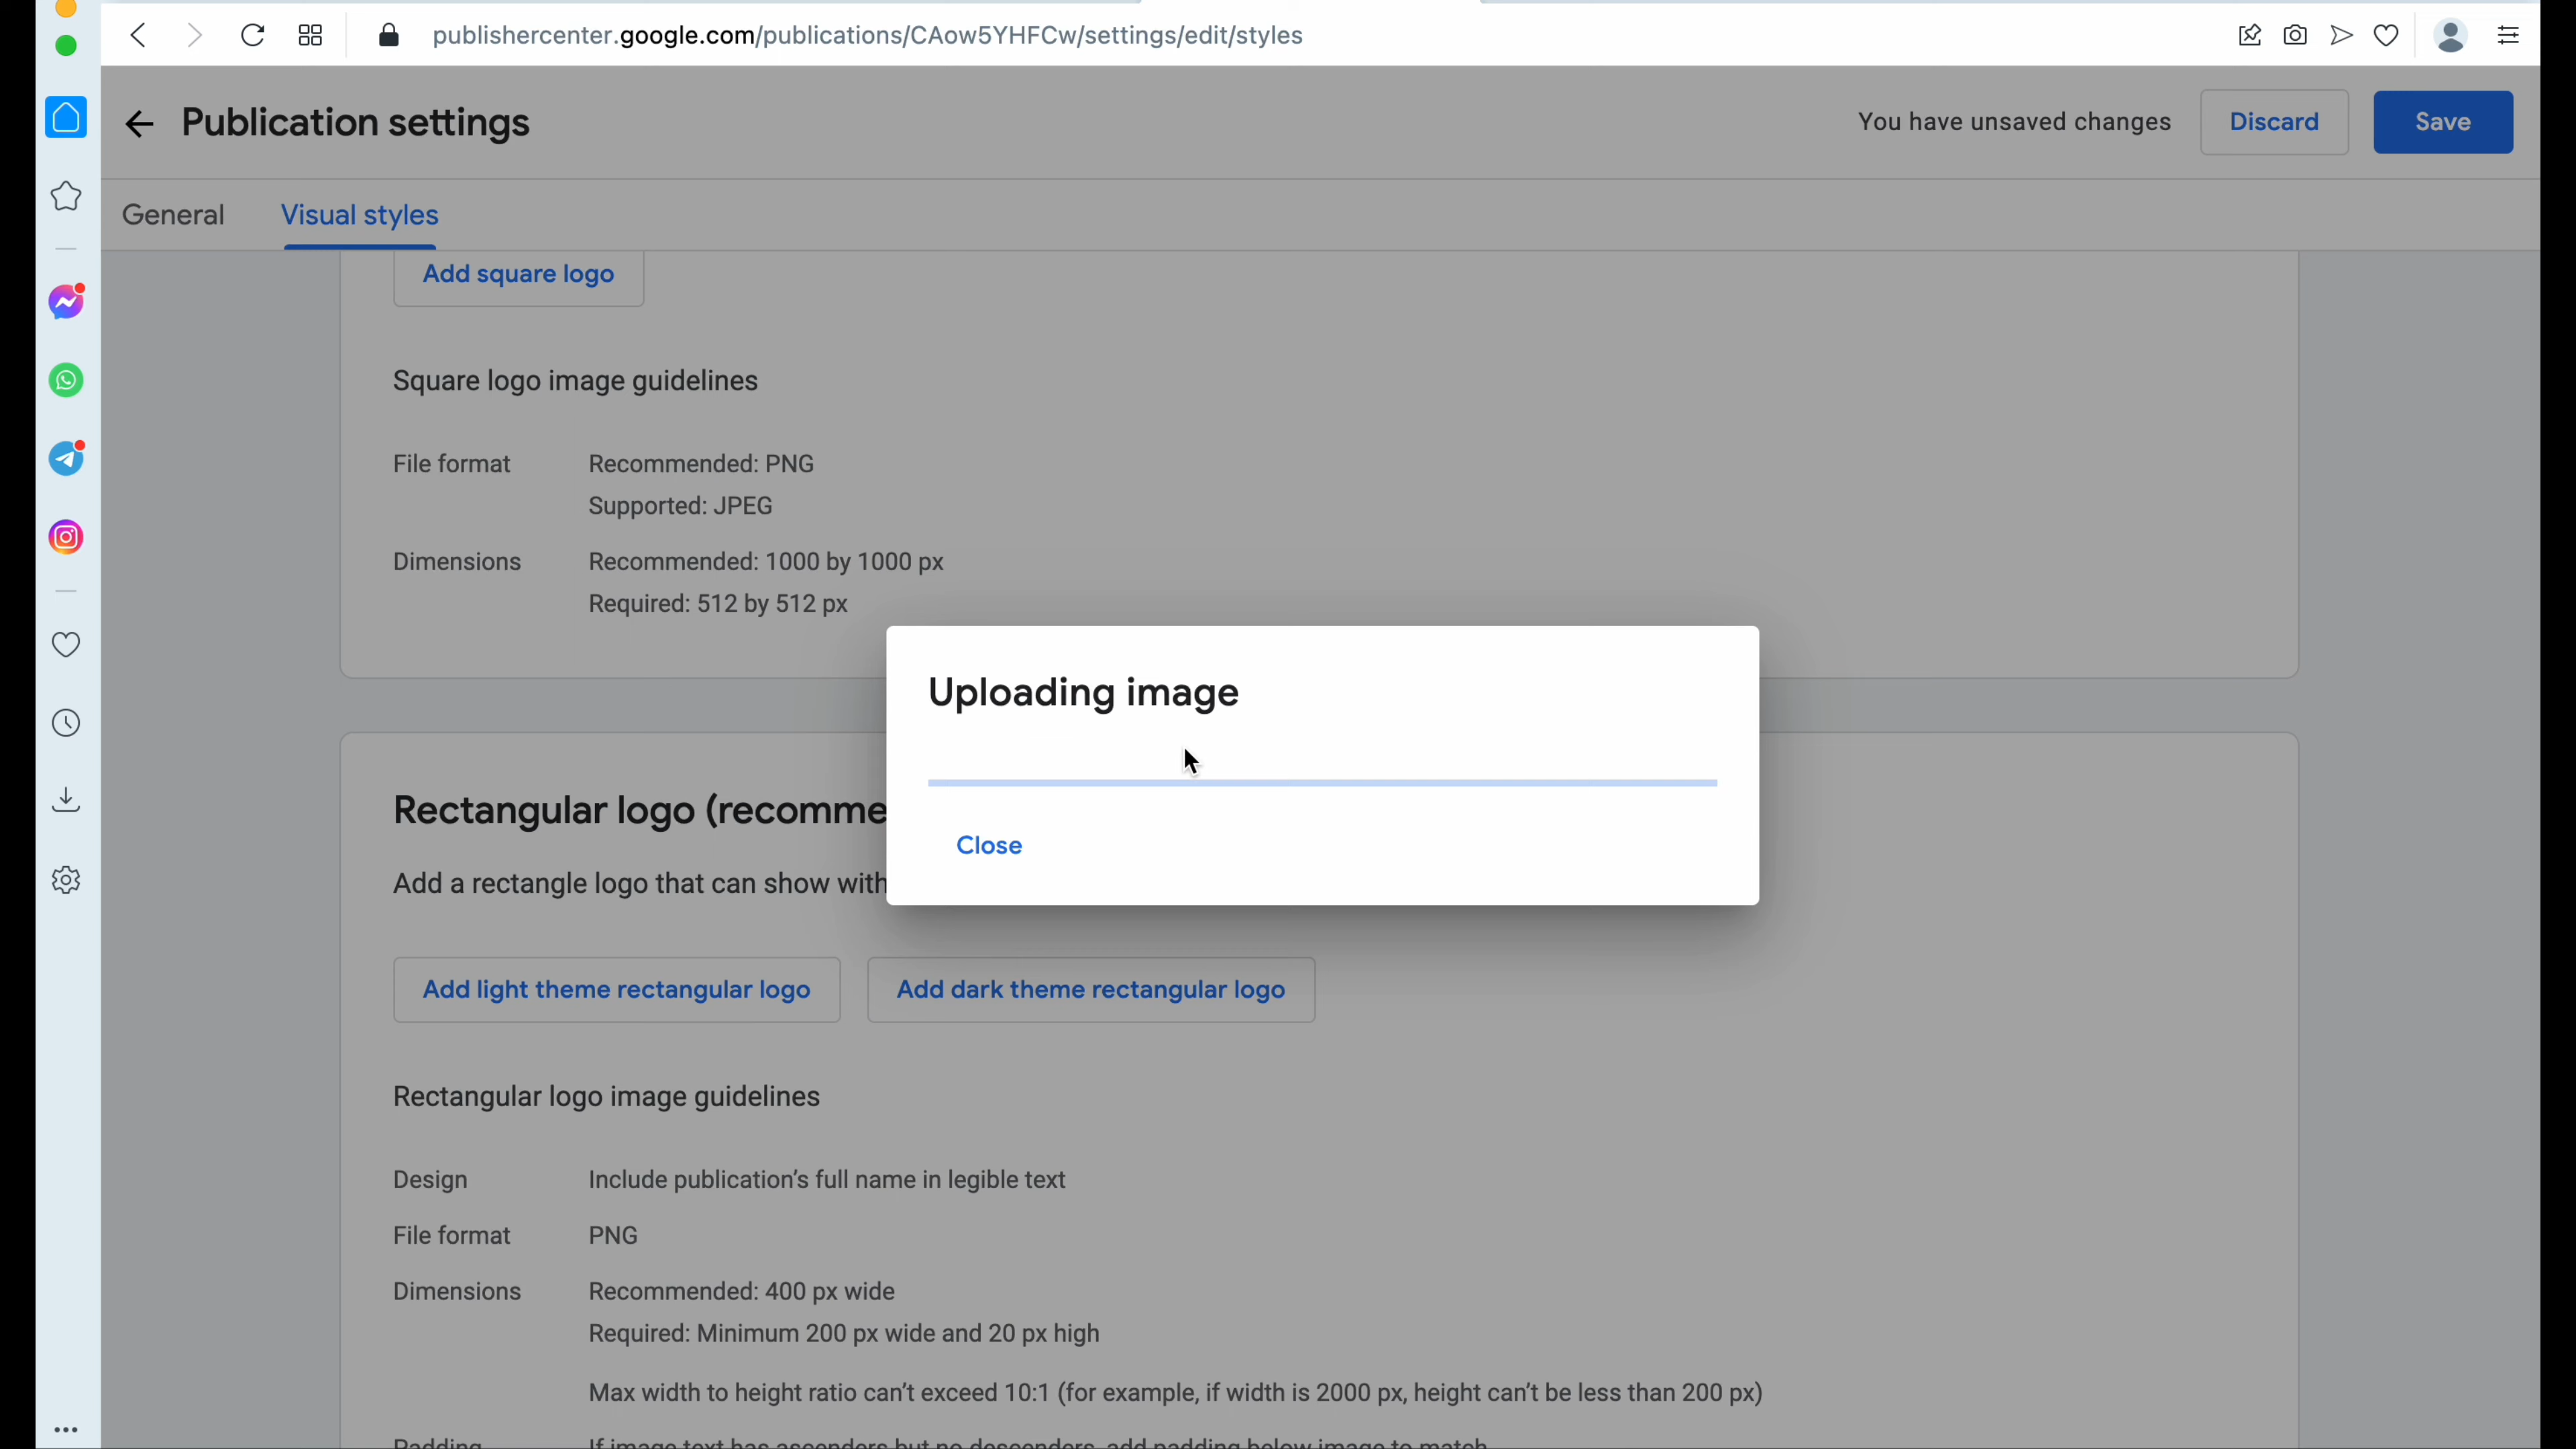 publishercenter.google.com/publications/CAow5YHFCw/settings/edit/styles
Publication settings
You have unsaved changes
Discard
Save
General
Visual styles
Add square logo
Square logo image guidelines
File format
Recommended: PNG
Supported: JPEG
Dimensions
Recommended: 1000 by 1000 px
Required: 512 by 512 px
Uploading image
Close
Rectangular logo (recomme
Add a rectangle logo that can show with
Add light theme rectangular logo
Add dark theme rectangular logo
Rectangular logo image guidelines
Design
Include publication's full name in legible text
File format
PNG
Dimensions
Recommended: 400 px wide
Required: Minimum 200 px wide and 20 px high
Max width to height ratio can't exceed 10:1 (for example, if width is 2000 px, height can't be less than 200 px)
Padding
If image text has ascenders but no descenders, add padding below image to match